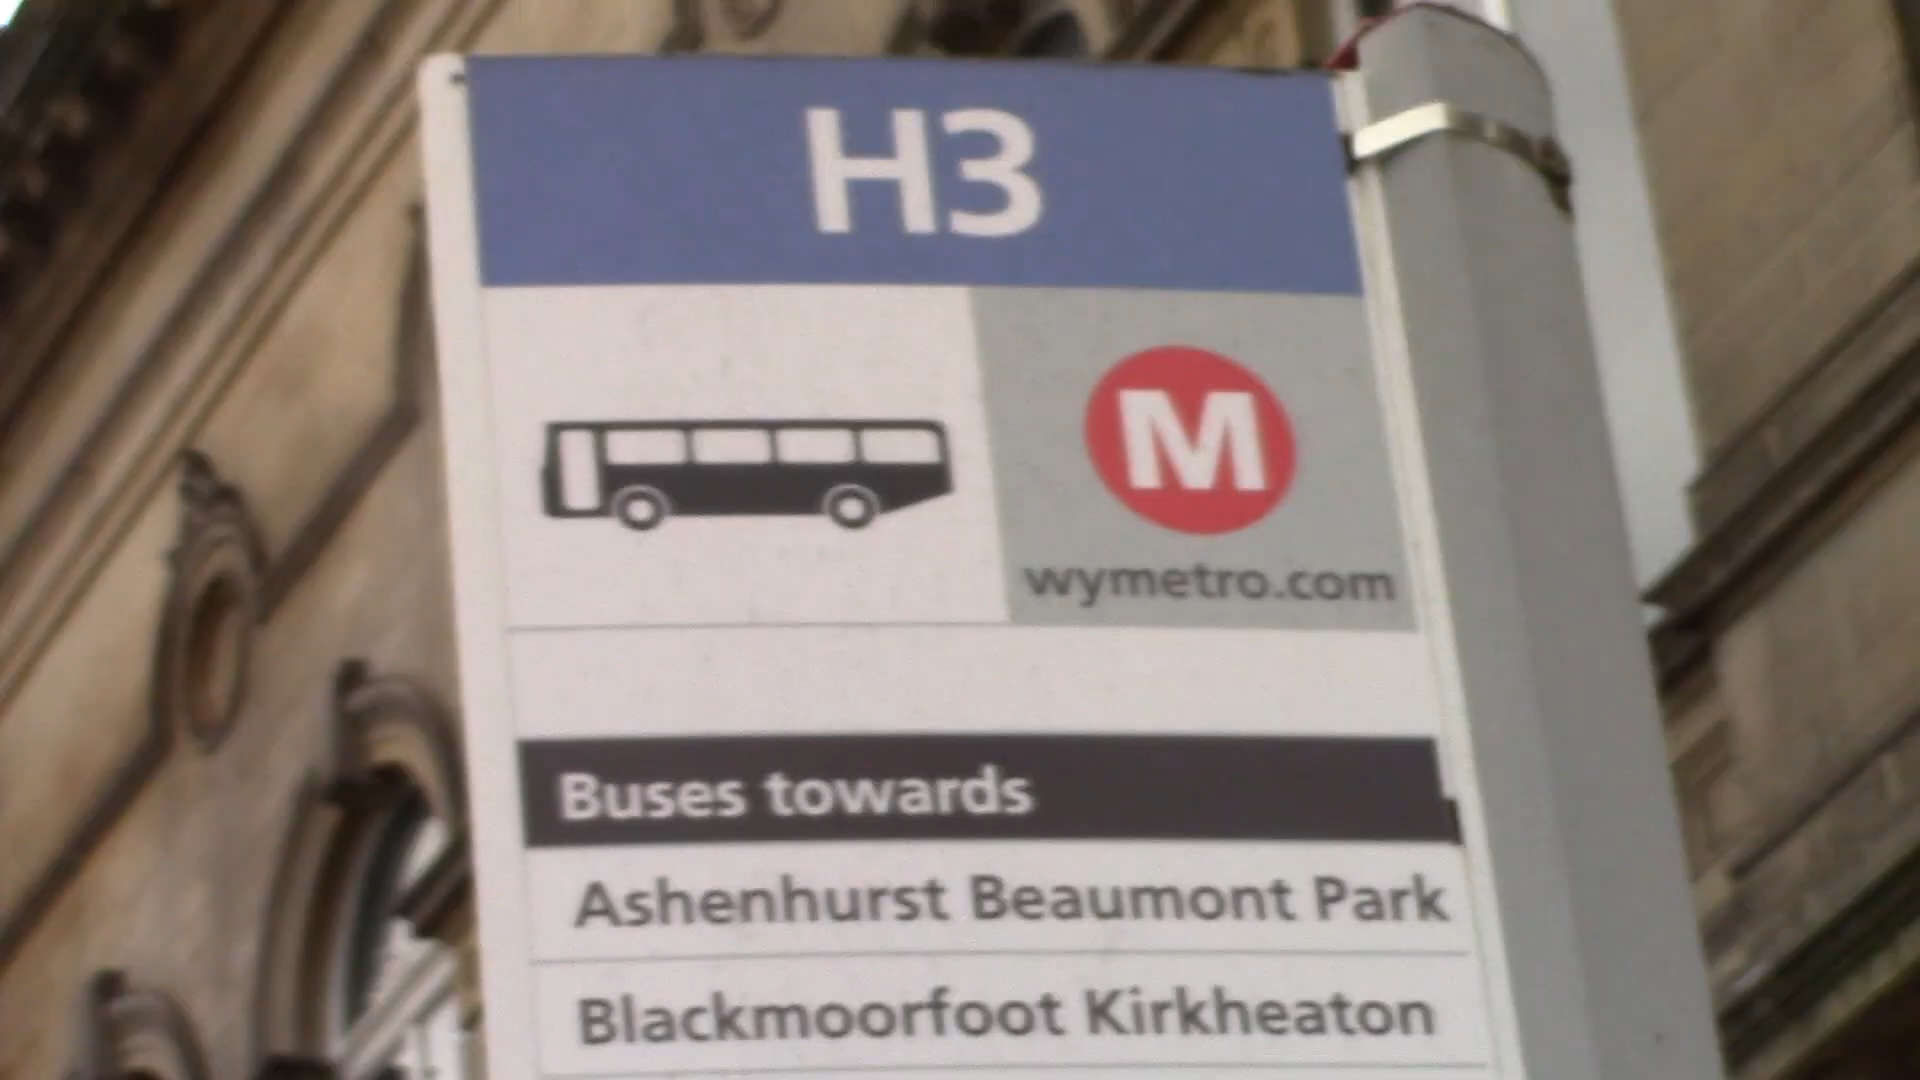 H3
M
wymetro.com
Buses towards
Ashenhurst Beaumont Park
Blackmoorfoot Kirkheaton